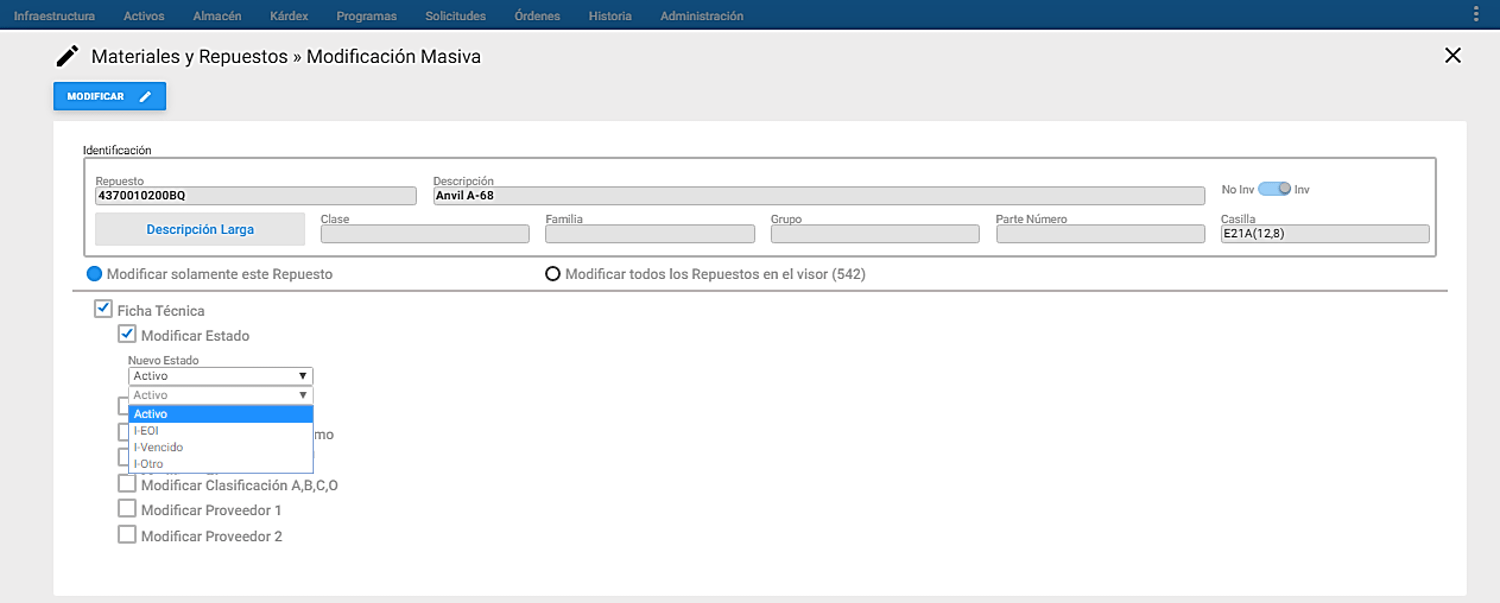 Infraestructura Activos Almacén Kárdex Programas Solicitudes Órdenes Historia Administración
Materiales y Repuestos » Modificación Masiva
MODIFICAR
Identificación
Repuesto Descripción
4370010200BQ Anvil A-68 No Inv Inv
Descripción Larga Clase Familia Grupo Parte Número Casilla
E21A(12,8)
Modificar solamente este Repuesto Modificar todos los Repuestos en el visor (542)
Ficha Técnica
Modificar Estado
Nuevo Estado
Activo
Activo
Activo
I-EOI
mo
I-Vencido
I-Otro
Modificar Clasificación A,B,C,O
Modificar Proveedor 1
Modificar Proveedor 2